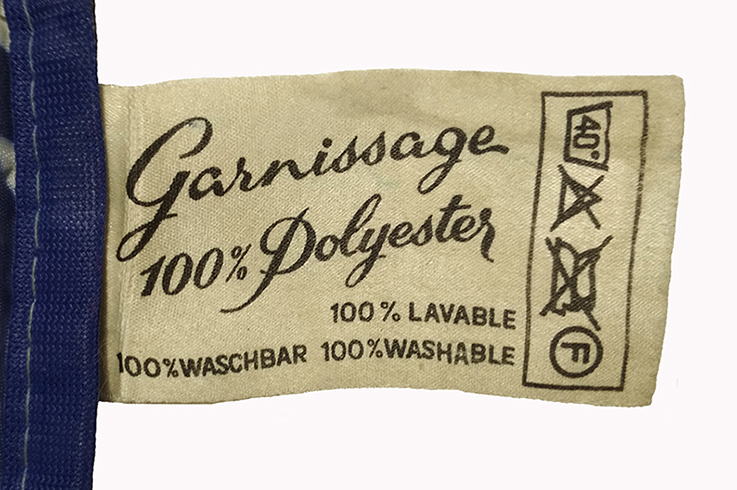 Garnissage
100% Polyester
100% LAVABLE
100%WASCHBAR 100%WASHABLE
40°
F